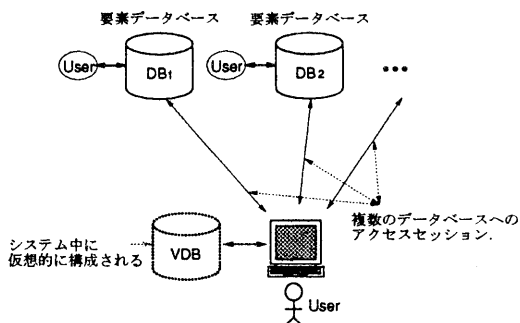 要素データベース
要素データベース
User
DB1
User
DB2
•••
複数のデータベースへの
アクセスセッション.
システム中に
仮想的に構成される
VDB
User